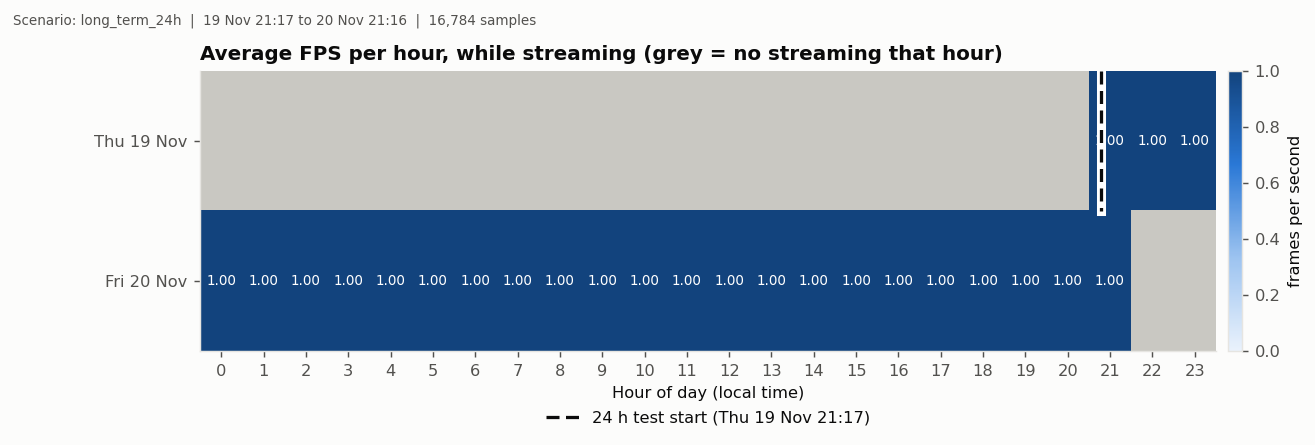 Scenario: long_term_24h | 19 Nov 21:17 to 20 Nov 21:16 | 16,784 samples
Average FPS per hour, while streaming (grey = no streaming that hour)
Thu 19 Nov
1.00 1.00
Fri 20 Nov 1.00 1.00 1.00 1.00 1.00 1.00 1.00 1.00 1.00 1.00 1.00 1.00 1.00 1.00 1.00 1.00 1.00 1.00 1.00 1.00 1.00 1.00
0 1 2 3 4 5 6 7 8 9 10 11 12 13 14 15 16 17 18 19 20 21 22 23
Hour of day (local time)
24 h test start (Thu 19 Nov 21:17)
1.0
0.8
0.6
0.4
0.2
0.0
frames per second